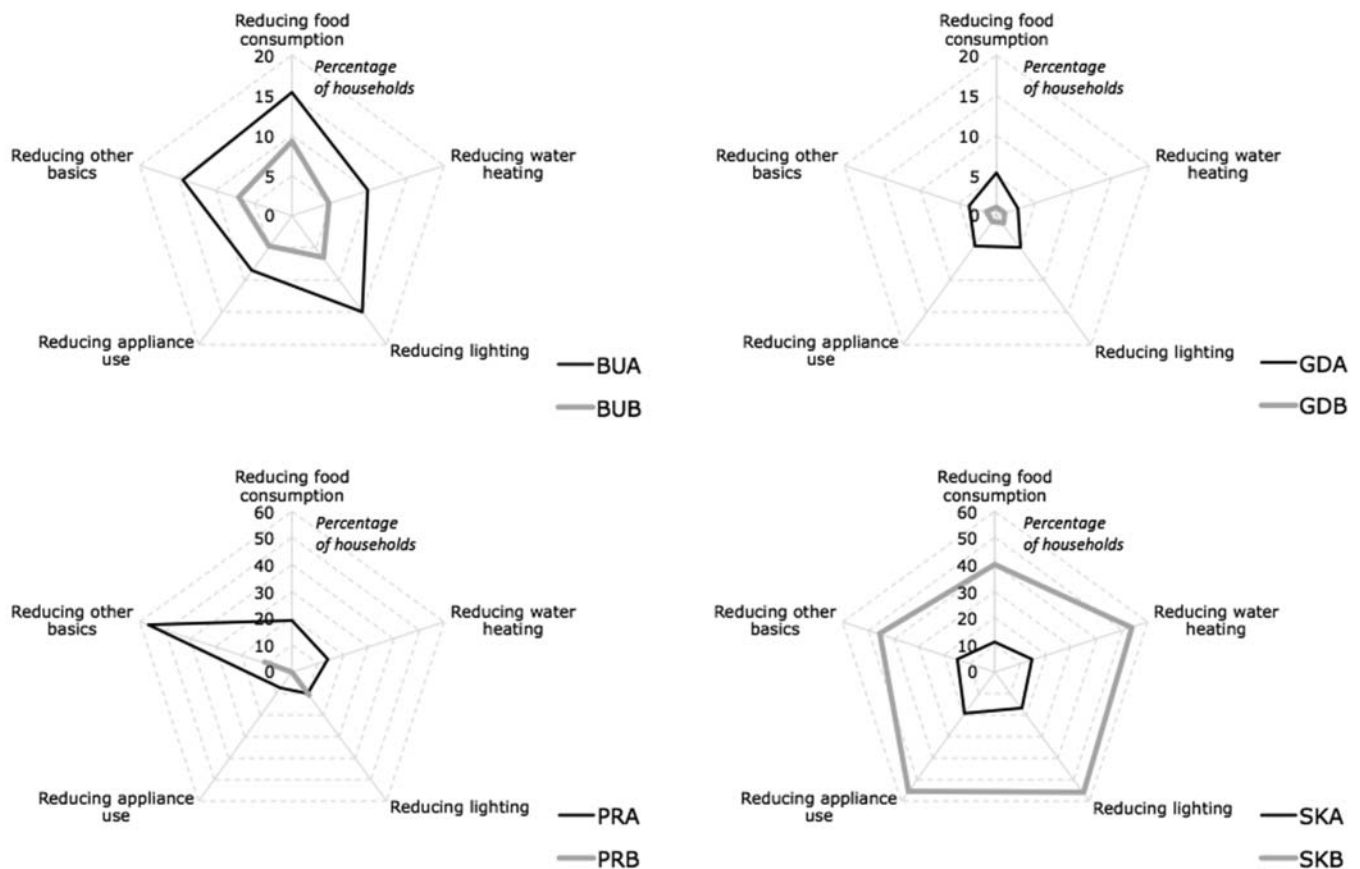 Reducing food
consumption
20
Percentage
of households
15
10
5
0
Reducing other
basics
Reducing water
heating
Reducing appliance
use
Reducing lighting
BUA
BUB
Reducing food
consumption
20
Percentage
of households
15
10
5
0
Reducing other
basics
Reducing water
heating
Reducing appliance
use
Reducing lighting
GDA
GDB
Reducing food
consumption
60
Percentage
of households
50
40
30
20
10
0
Reducing other
basics
Reducing water
heating
Reducing appliance
use
Reducing lighting
PRA
PRB
Reducing food
consumption
60
Percentage
of households
50
40
30
20
10
0
Reducing other
basics
Reducing water
heating
Reducing appliance
use
Reducing lighting
SKA
SKB